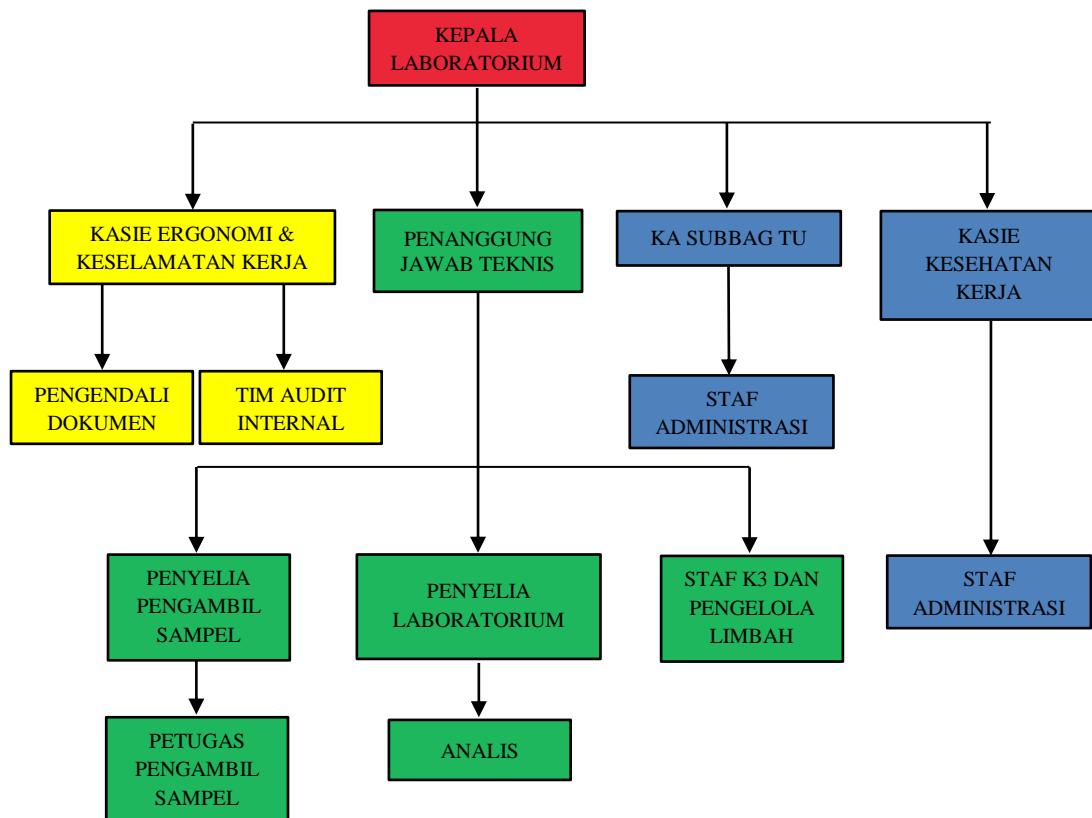 KEPALA
LABORATORIUM
KASIE ERGONOMI &
KESELAMATAN KERJA
PENANGGUNG
JAWAB TEKNIS
KA SUBBAG TU
KASIE
KESEHATAN
KERJA
PENGENDALI
DOKUMEN
TIM AUDIT
INTERNAL
STAF
ADMINISTRASI
PENYELIA
PENGAMBIL
SAMPEL
PENYELIA
LABORATORIUM
STAF K3 DAN
PENGELOLA
LIMBAH
STAF
ADMINISTRASI
PETUGAS
PENGAMBIL
SAMPEL
ANALIS